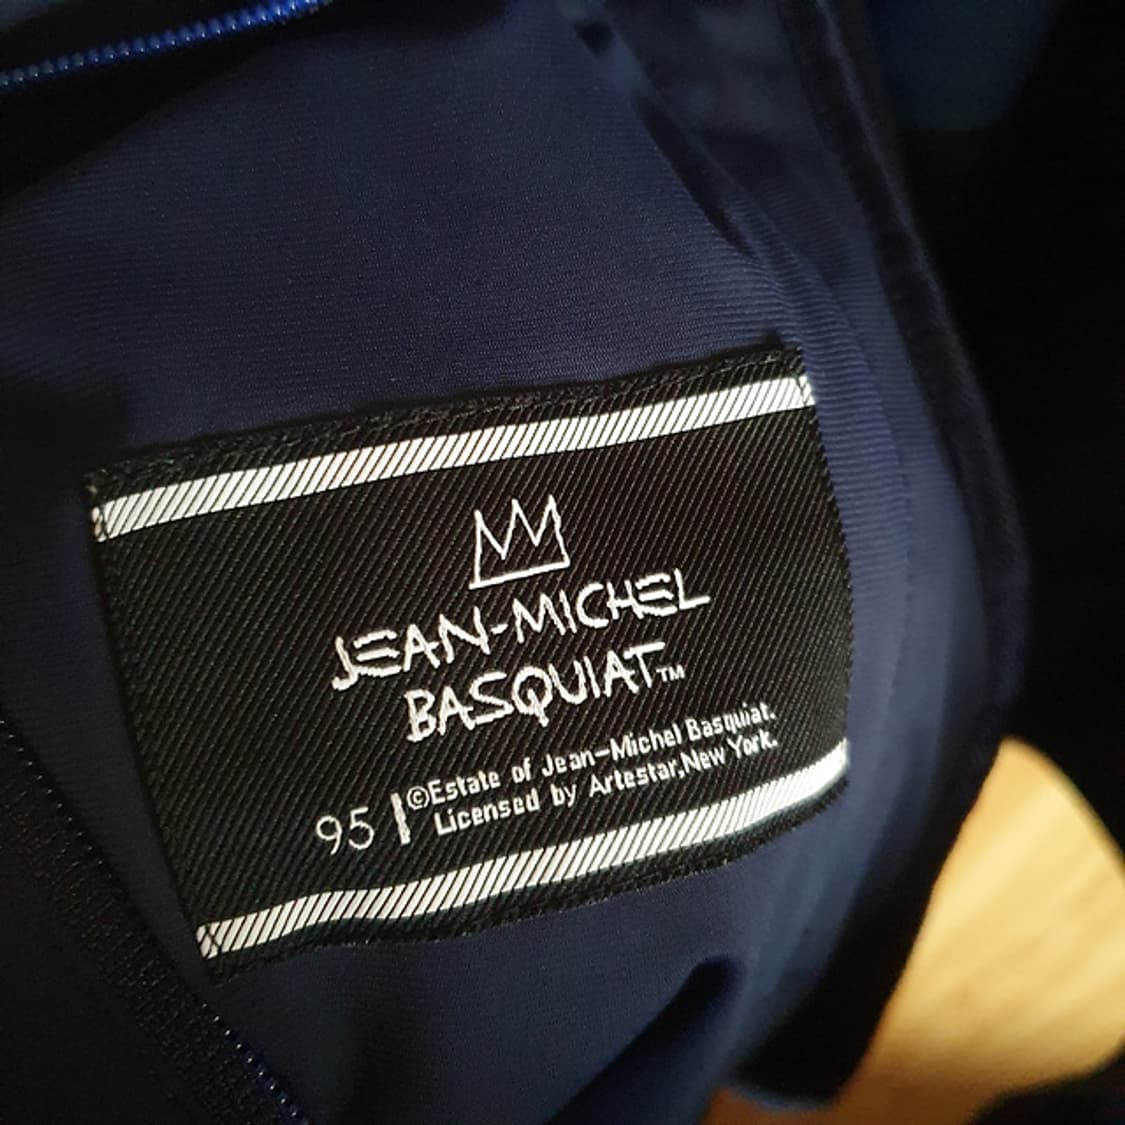 JEAN-MICHEL
BASQUIAT™
95 | ©Estate of Jean-Michel Basquiat.
Licensed by Artestar,New York.